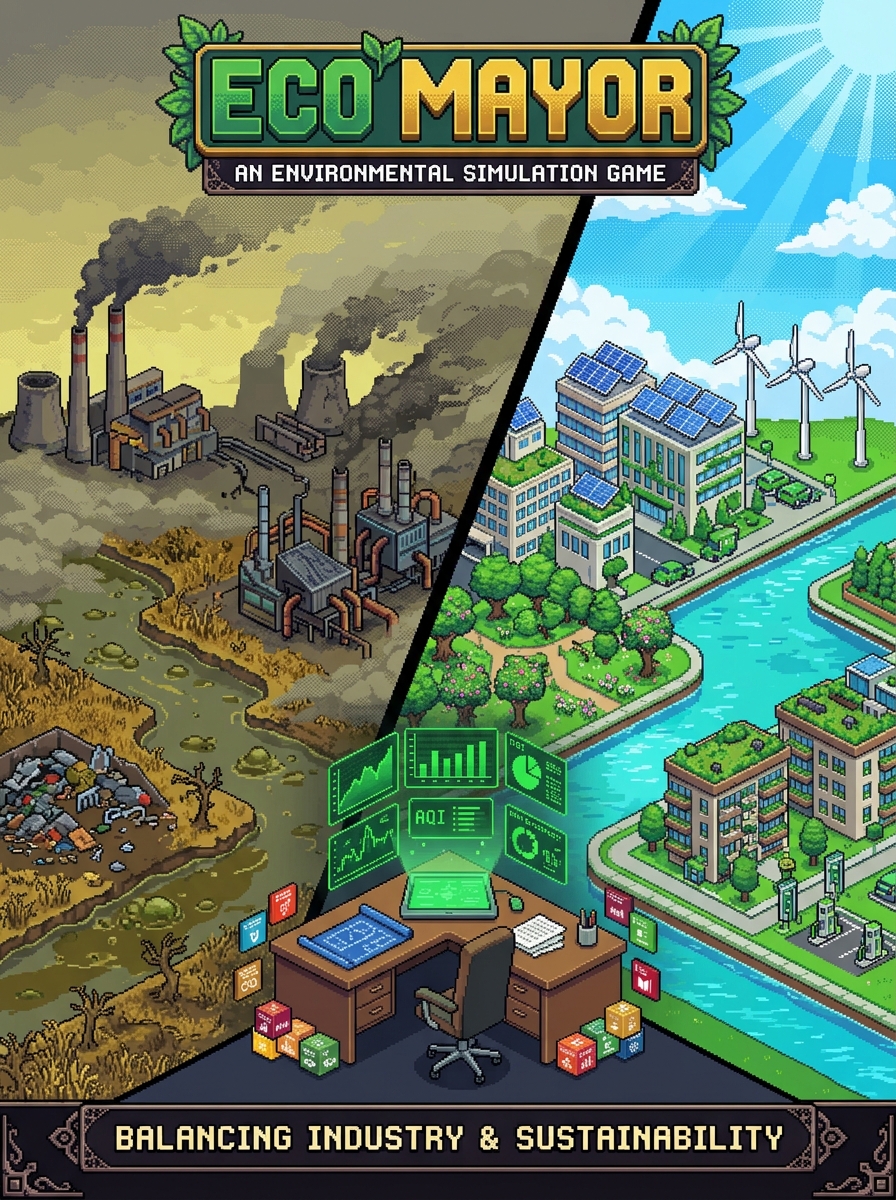 ECO MAYOR
AN ENVIRONMENTAL SIMULATION GAME
AQI
BALANCING INDUSTRY & SUSTAINABILITY